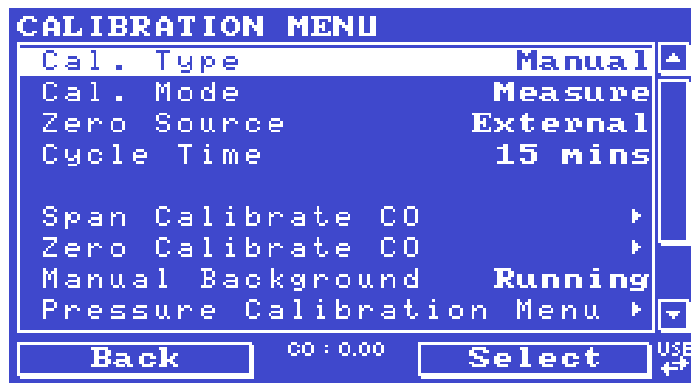 CALIBRATION MENU
Cal. Type Manual
Cal. Mode Measure
Zero Source External
Cycle Time 15 mins
Span Calibrate CO
Zero Calibrate CO
Manual Background Running
Pressure Calibration Menu
Back CO:0.00 Select USB